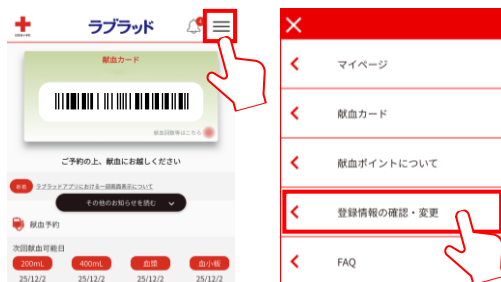 ラブラッド
献血カード
献血回数等はこちら
ご予約の上、献血にお越しください
ラブラッドアプリにおける一部画面表示について
その他のお知らせを読む
献血予約
次回献血可能日
200mL 400mL 血漿 血小板
25/12/2 25/12/2 25/12/2 25/12/2
マイページ
献血カード
献血ポイントについて
登録情報の確認・変更
FAQ